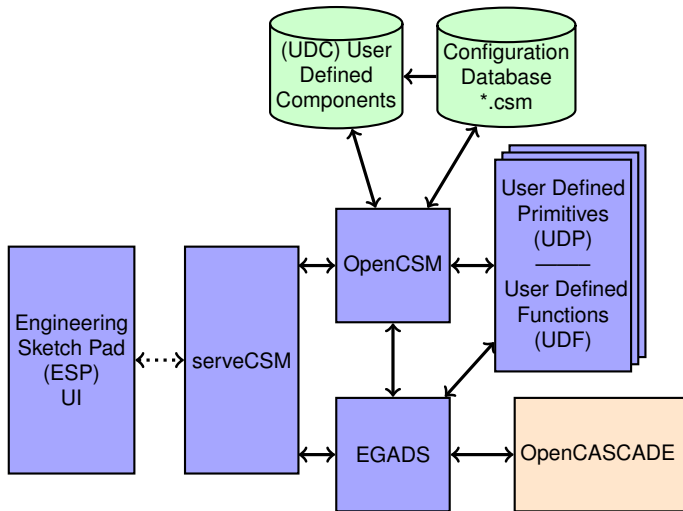 (UDC) User
Defined
Components
Configuration
Database
*.csm
User Defined
Primitives
(UDP)
User Defined
Functions
(UDF)
OpenCSM
Engineering
Sketch Pad
(ESP)
UI
serveCSM
EGADS
OpenCASCADE